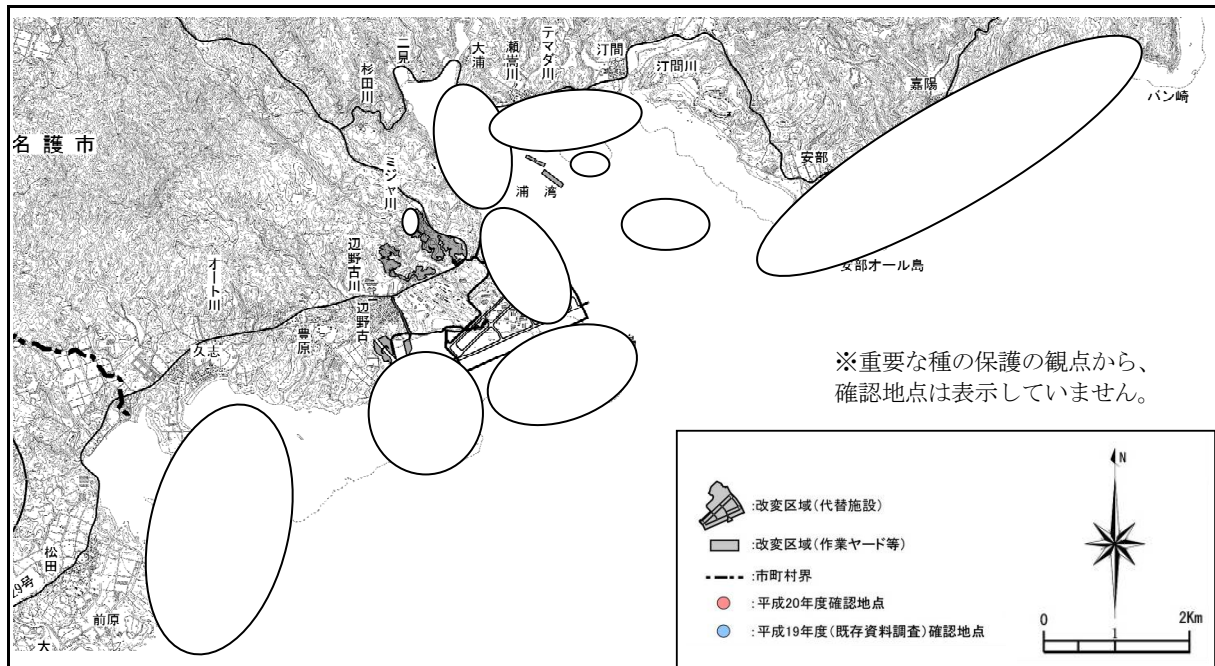 二見
大浦
瀬嵩川
テマダ川
汀間
汀間川
杉田川
嘉陽
バン崎
名護市
安部
ミジャ川
浦湾
安部オール島
辺野古川
オート川
辺野古
豊原
久志
※重要な種の保護の観点から、
確認地点は表示していません。
N
:改変区域(代替施設)
:改変区域(作業ヤード等)
:市町村界
:平成20年度確認地点
:平成19年度(既存資料調査)確認地点
0 1 2Km
松田
29号
前原
大